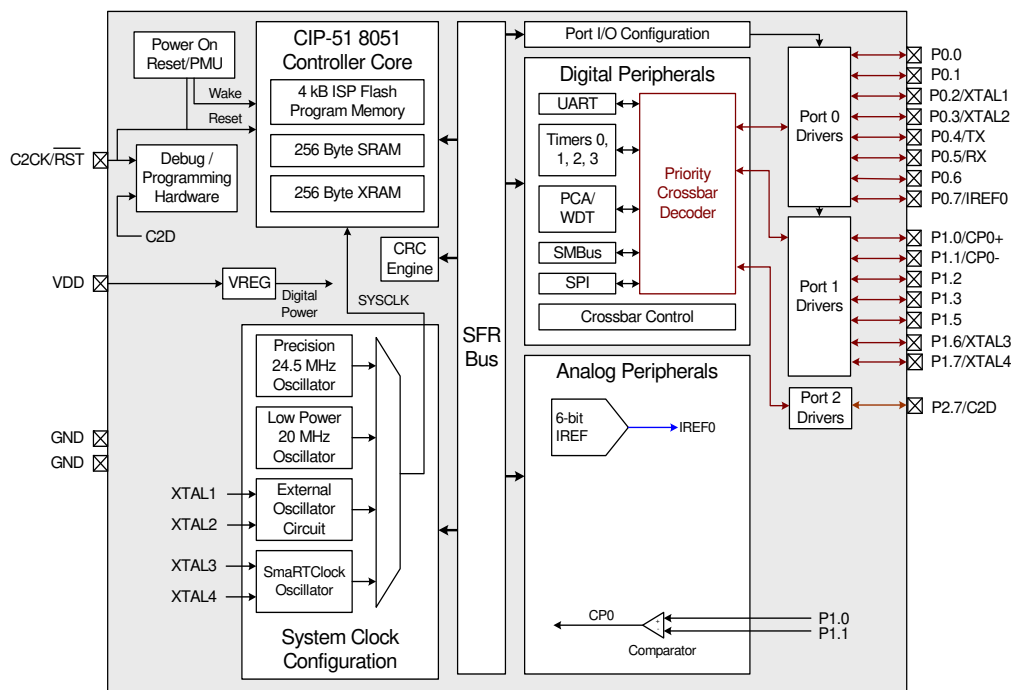 Power On
Reset/PMU
Wake
Reset
C2CK/RST
Debug /
Programming
Hardware
C2D
VDD
VREG
Digital
Power
CIP-51 8051
Controller Core
4 kB ISP Flash
Program Memory
256 Byte SRAM
256 Byte XRAM
CRC
Engine
SYSCLK
Precision
24.5 MHz
Oscillator
Low Power
20 MHz
Oscillator
External
Oscillator
Circuit
SmaRTClock
Oscillator
System Clock
Configuration
GND
GND
XTAL1
XTAL2
XTAL3
XTAL4
SFR
Bus
Port I/O Configuration
Digital Peripherals
UART
Timers 0,
1, 2, 3
PCA/
WDT
SMBus
SPI
Priority
Crossbar
Decoder
Crossbar Control
Analog Peripherals
6-bit
IREF
IREF0
CP0
+
-
Comparator
P1.0
P1.1
Port 0
Drivers
Port 1
Drivers
Port 2
Drivers
P0.0
P0.1
P0.2/XTAL1
P0.3/XTAL2
P0.4/TX
P0.5/RX
P0.6
P0.7/IREF0
P1.0/CP0+
P1.1/CP0-
P1.2
P1.3
P1.5
P1.6/XTAL3
P1.7/XTAL4
P2.7/C2D